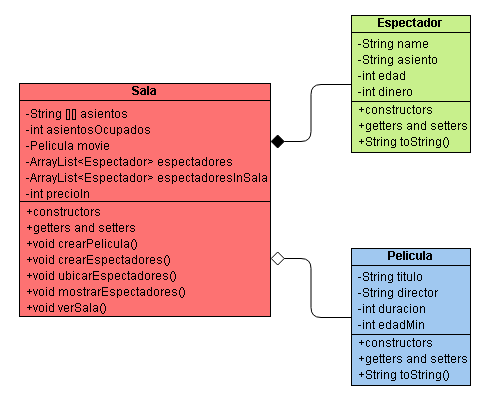 Sala
-String [][] asientos
-int asientosOcupados
-Pelicula movie
-ArrayList<Espectador> espectadores
-ArrayList<Espectador> espectadoresInSala
-int precioIn
+constructors
+getters and setters
+void crearPelicula()
+void crearEspectadores()
+void ubicarEspectadores()
+void mostrarEspectadores()
+void verSala()
Espectador
-String name
-String asiento
-int edad
-int dinero
+constructors
+getters and setters
+String toString()
Pelicula
-String titulo
-String director
-int duracion
-int edadMin
+constructors
+getters and setters
+String toString()